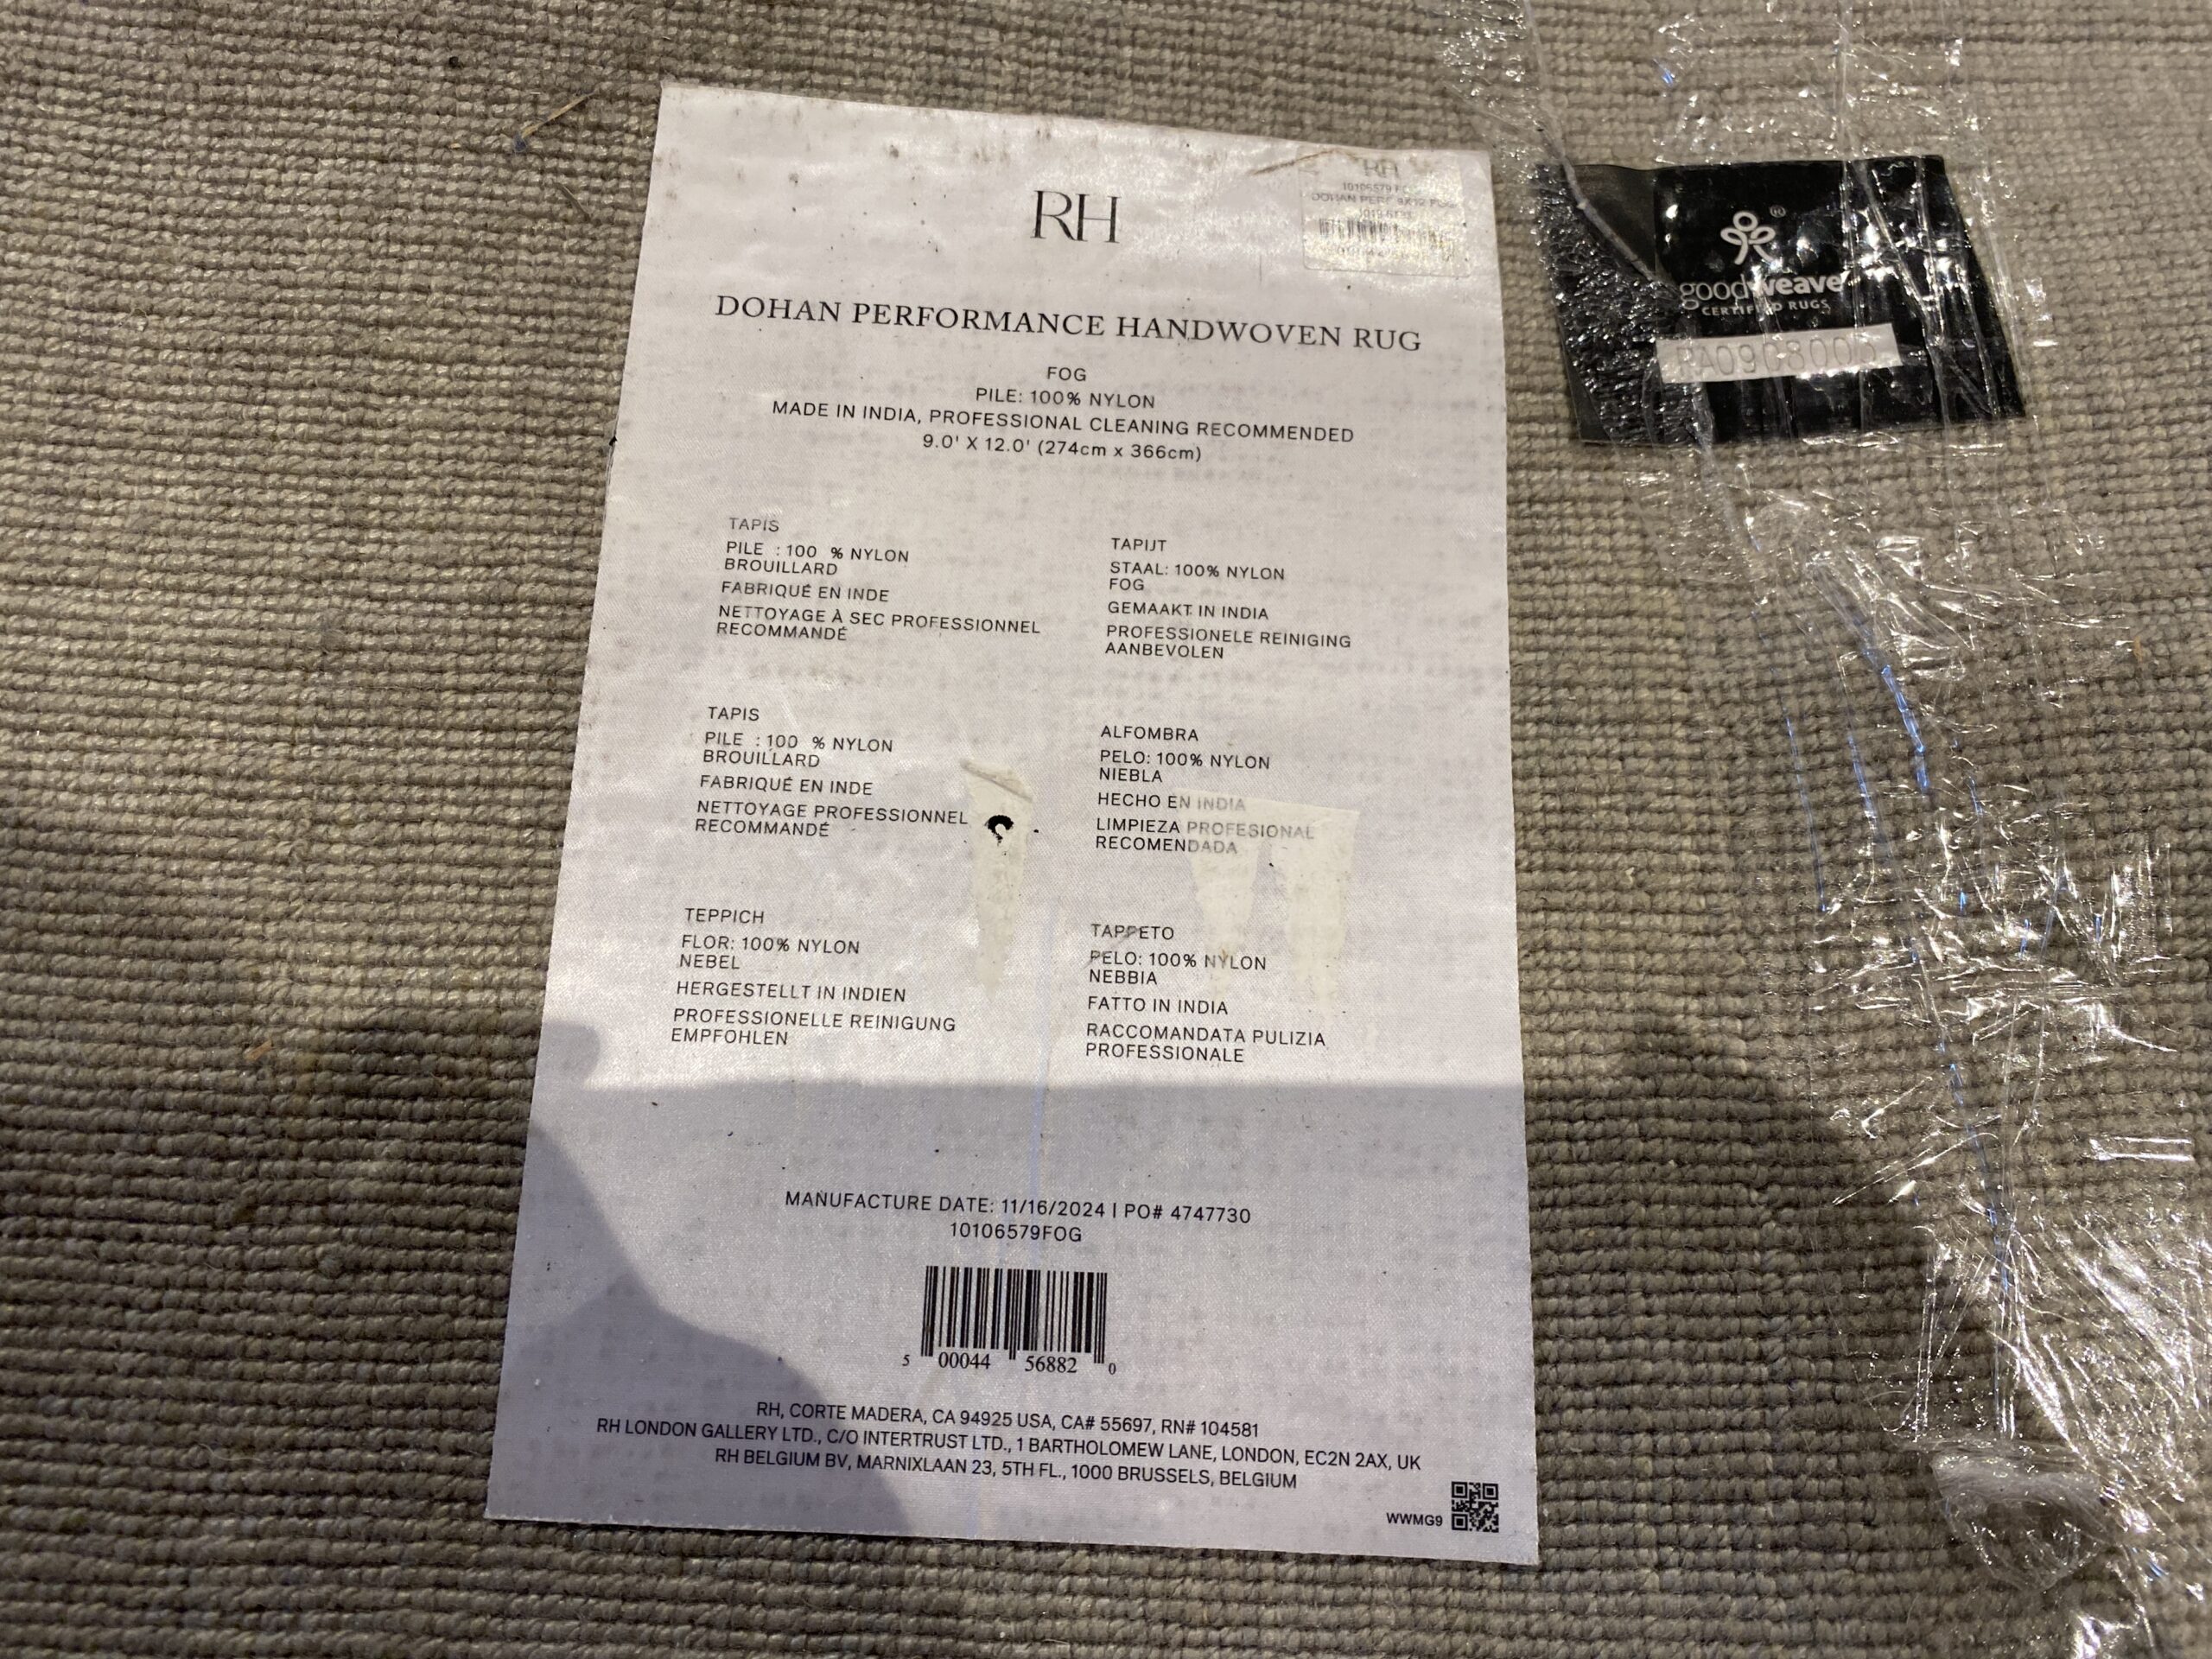 RH
DOHAN PERFORMANCE HANDWOVEN RUG
FOG
PILE: 100% NYLON
MADE IN INDIA, PROFESSIONAL CLEANING RECOMMENDED
9.0' X 12.0' (274cm x 366cm)
TAPIS
PILE : 100 % NYLON
BROUILLARD
FABRIQUÉ EN INDE
NETTOYAGE À SEC PROFESSIONNEL
RECOMMANDÉ
TAPIJT
STAAL: 100% NYLON
FOG
GEMAAKT IN INDIA
PROFESSIONELE REINIGING
AANBEVOLEN
TAPIS
PILE : 100 % NYLON
BROUILLARD
FABRIQUÉ EN INDE
NETTOYAGE PROFESSIONNEL
RECOMMANDÉ
ALFOMBRA
PELO: 100% NYLON
NIEBLA
HECHO EN INDIA
LIMPIEZA PROFESIONAL
RECOMENDADA
TEPPICH
FLOR: 100% NYLON
NEBEL
HERGESTELLT IN INDIEN
PROFESSIONELLE REINIGUNG
EMPFOHLEN
TAPPETO
PELO: 100% NYLON
NEBBIA
FATTO IN INDIA
RACCOMANDATA PULIZIA
PROFESSIONALE
MANUFACTURE DATE: 11/16/2024 | PO# 4747730
10106579FOG
5 00044 56882 0
RH, CORTE MADERA, CA 94925 USA, CA# 55697, RN# 104581
RH LONDON GALLERY LTD., C/O INTERTRUST LTD., 1 BARTHOLOMEW LANE, LONDON, EC2N 2AX, UK
RH BELGIUM BV, MARNIXLAAN 23, 5TH FL., 1000 BRUSSELS, BELGIUM
WWMG9
RH
DOHAN PERF 9X12
®
goodweave
CERTIFIED RUGS